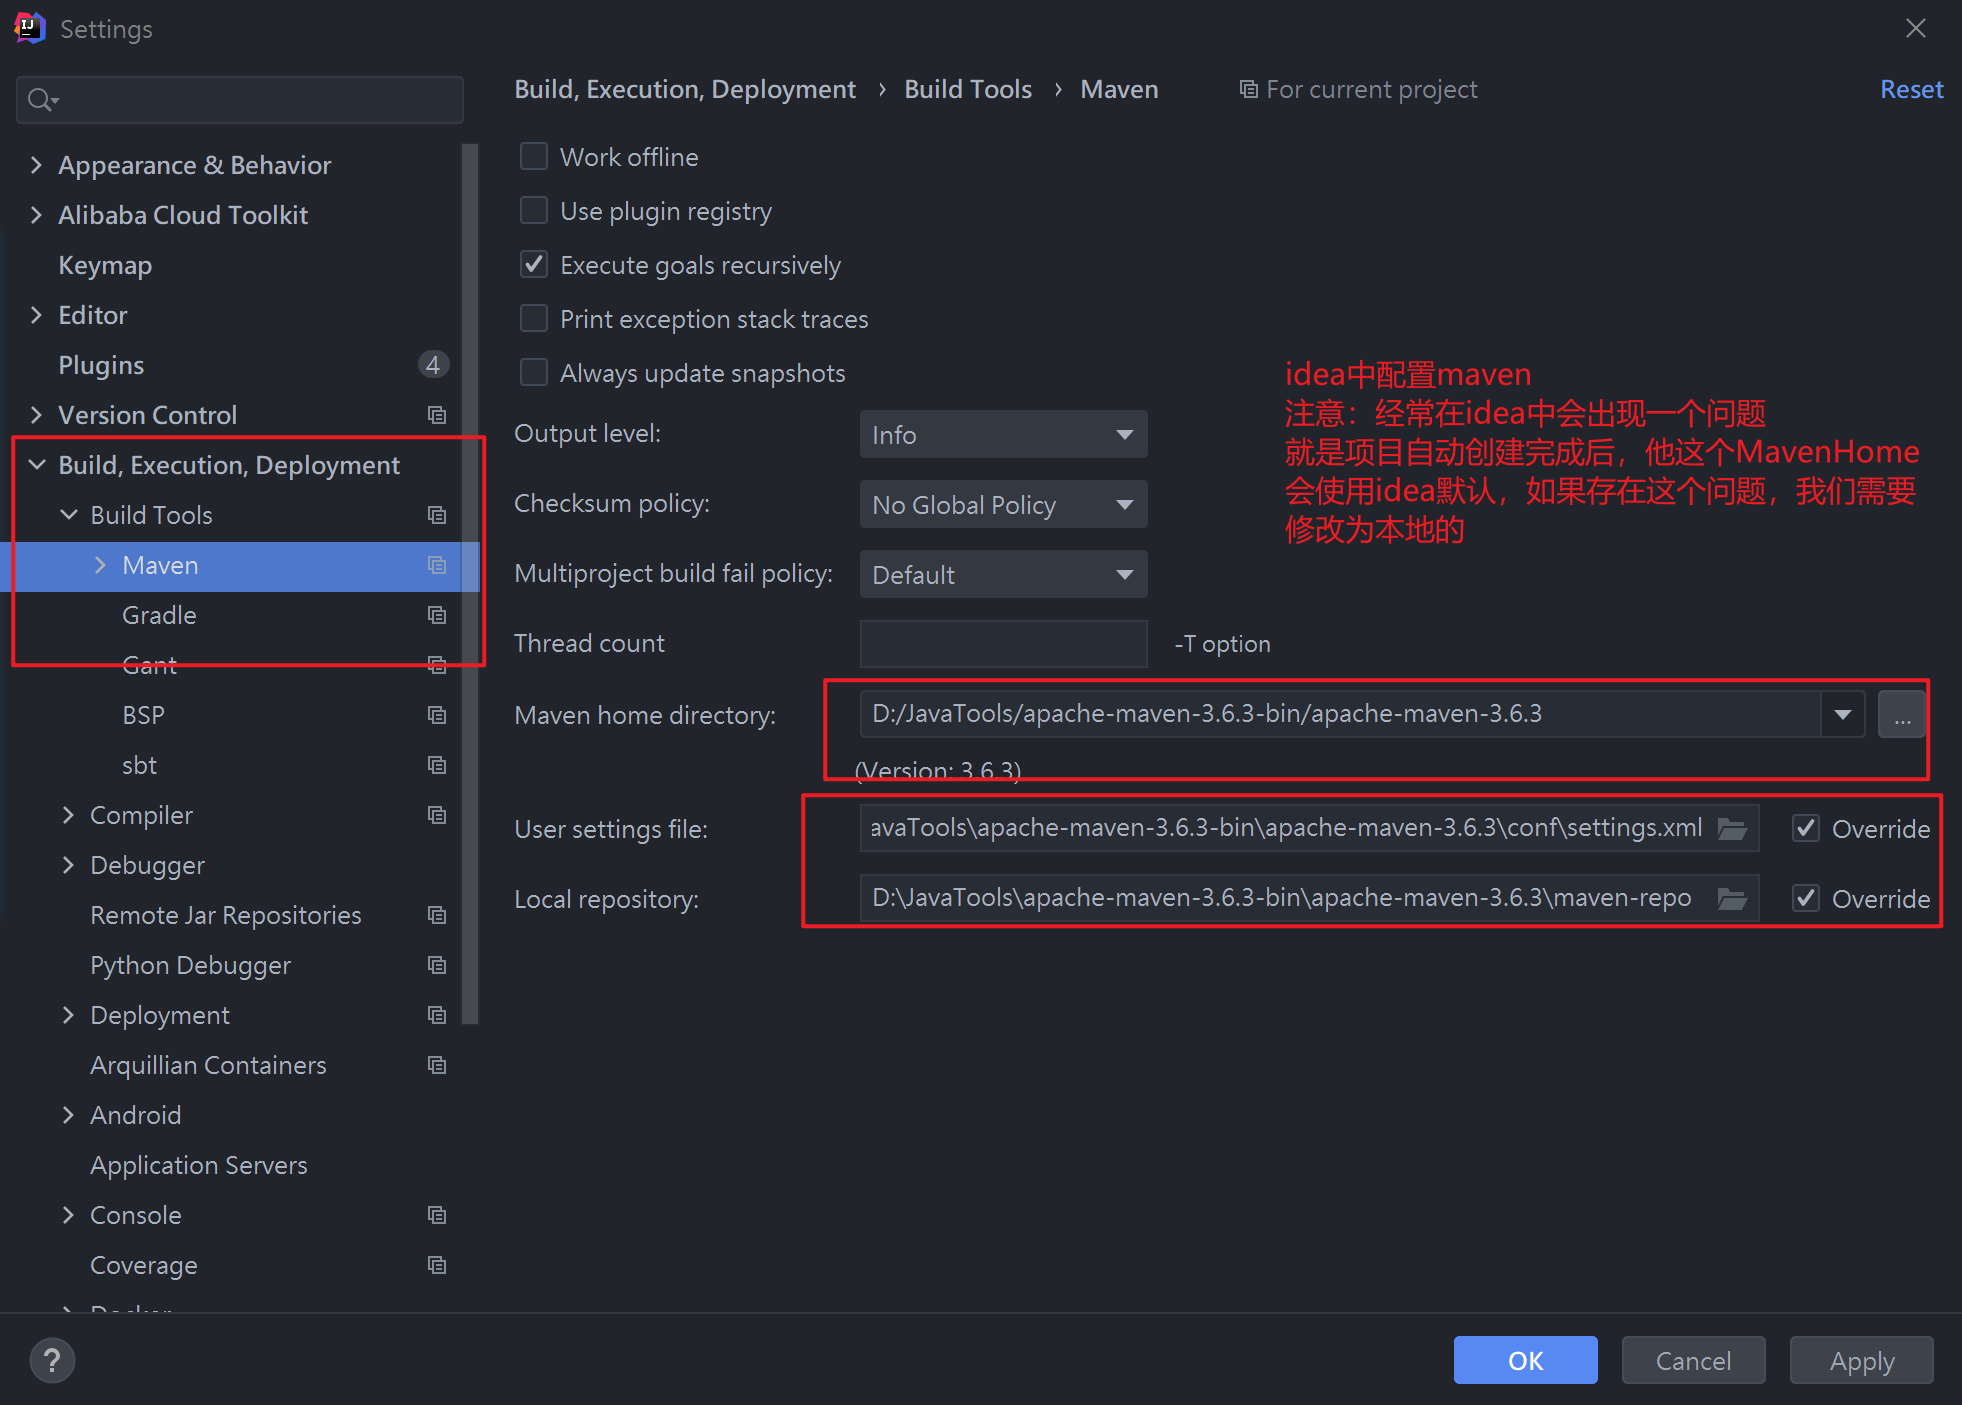 Settings
Build, Execution, Deployment › Build Tools › Maven
For current project
Reset
Appearance & Behavior
Alibaba Cloud Toolkit
Keymap
Editor
Plugins 4
Version Control
Build, Execution, Deployment
Build Tools
Maven
Gradle
Gant
BSP
sbt
Compiler
Debugger
Remote Jar Repositories
Python Debugger
Deployment
Arquillian Containers
Android
Application Servers
Console
Coverage
Docker
Work offline
Use plugin registry
Execute goals recursively
Print exception stack traces
Always update snapshots
Output level: Info
Checksum policy: No Global Policy
Multiproject build fail policy: Default
Thread count -T option
Maven home directory: D:/JavaTools/apache-maven-3.6.3-bin/apache-maven-3.6.3 ...
(Version: 3.6.3)
User settings file: avaTools\apache-maven-3.6.3-bin\apache-maven-3.6.3\conf\settings.xml Override
Local repository: D:\JavaTools\apache-maven-3.6.3-bin\apache-maven-3.6.3\maven-repo Override
idea中配置maven
注意：经常在idea中会出现一个问题
就是项目自动创建完成后，他这个MavenHome
会使用idea默认，如果存在这个问题，我们需要
修改为本地的
?
OK
Cancel
Apply